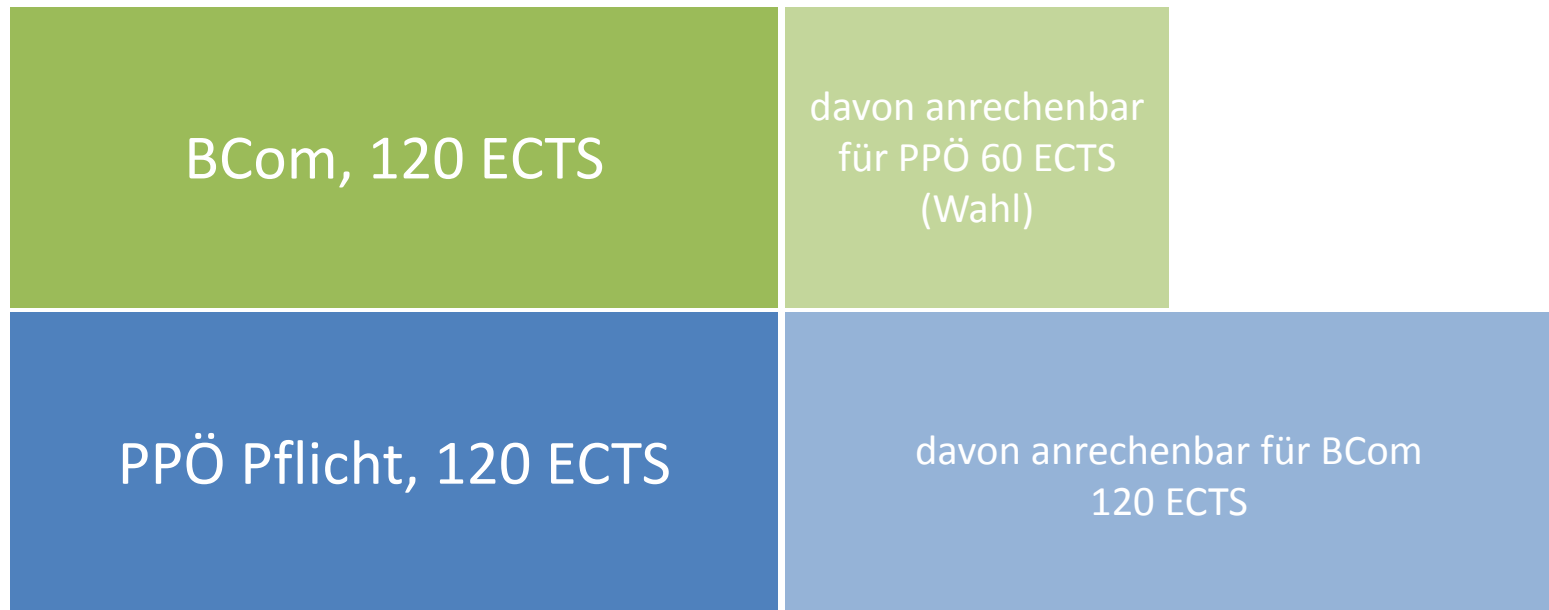 BCom, 120 ECTS
davon anrechenbar
für PPÖ 60 ECTS
(Wahl)
PPÖ Pflicht, 120 ECTS
davon anrechenbar für BCom
120 ECTS